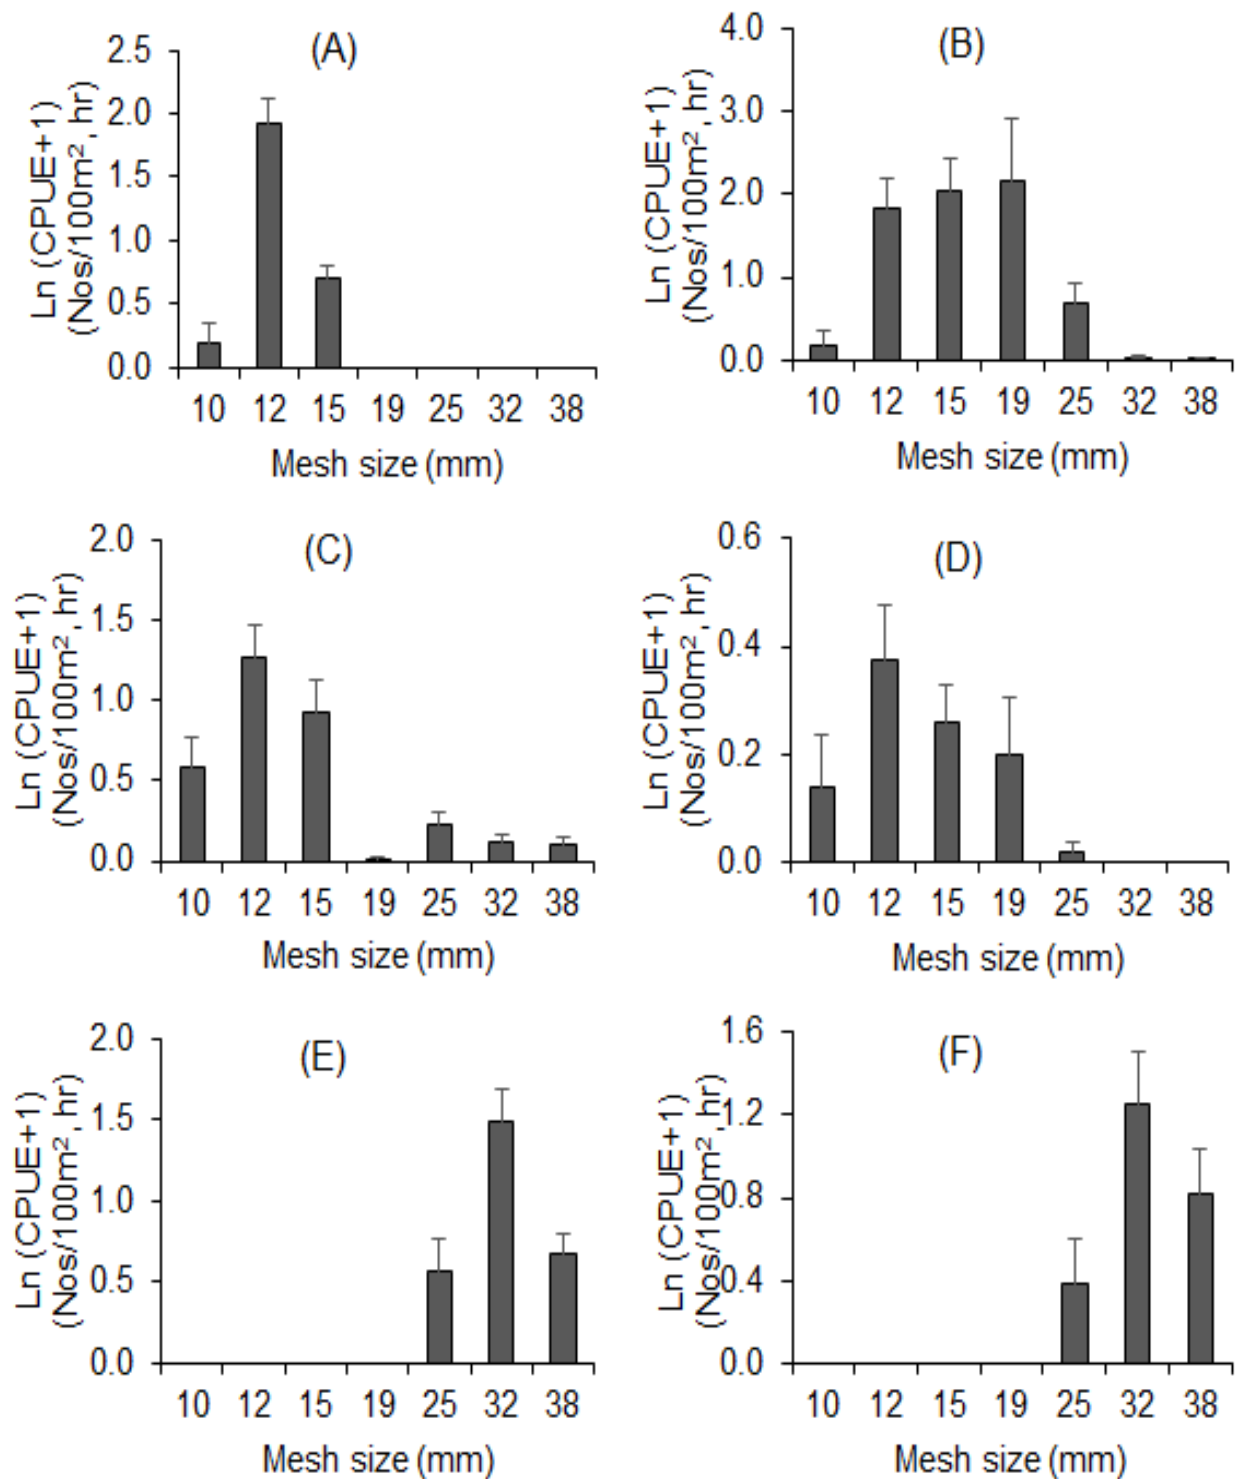 (A)
Ln (CPUE+1)
(Nos/100m², hr)
2.5
2.0
1.5
1.0
0.5
0.0
10 12 15 19 25 32 38
Mesh size (mm)
(B)
Ln (CPUE+1)
(Nos/100m², hr)
4.0
3.0
2.0
1.0
0.0
10 12 15 19 25 32 38
Mesh size (mm)
(C)
Ln (CPUE+1)
(Nos/100m², hr)
2.0
1.5
1.0
0.5
0.0
10 12 15 19 25 32 38
Mesh size (mm)
(D)
Ln (CPUE+1)
(Nos/100m², hr)
0.6
0.4
0.2
0.0
10 12 15 19 25 32 38
Mesh size (mm)
(E)
Ln (CPUE+1)
(Nos/100m², hr)
2.0
1.5
1.0
0.5
0.0
10 12 15 19 25 32 38
Mesh size (mm)
(F)
Ln (CPUE+1)
(Nos/100m², hr)
1.6
1.2
0.8
0.4
0.0
10 12 15 19 25 32 38
Mesh size (mm)